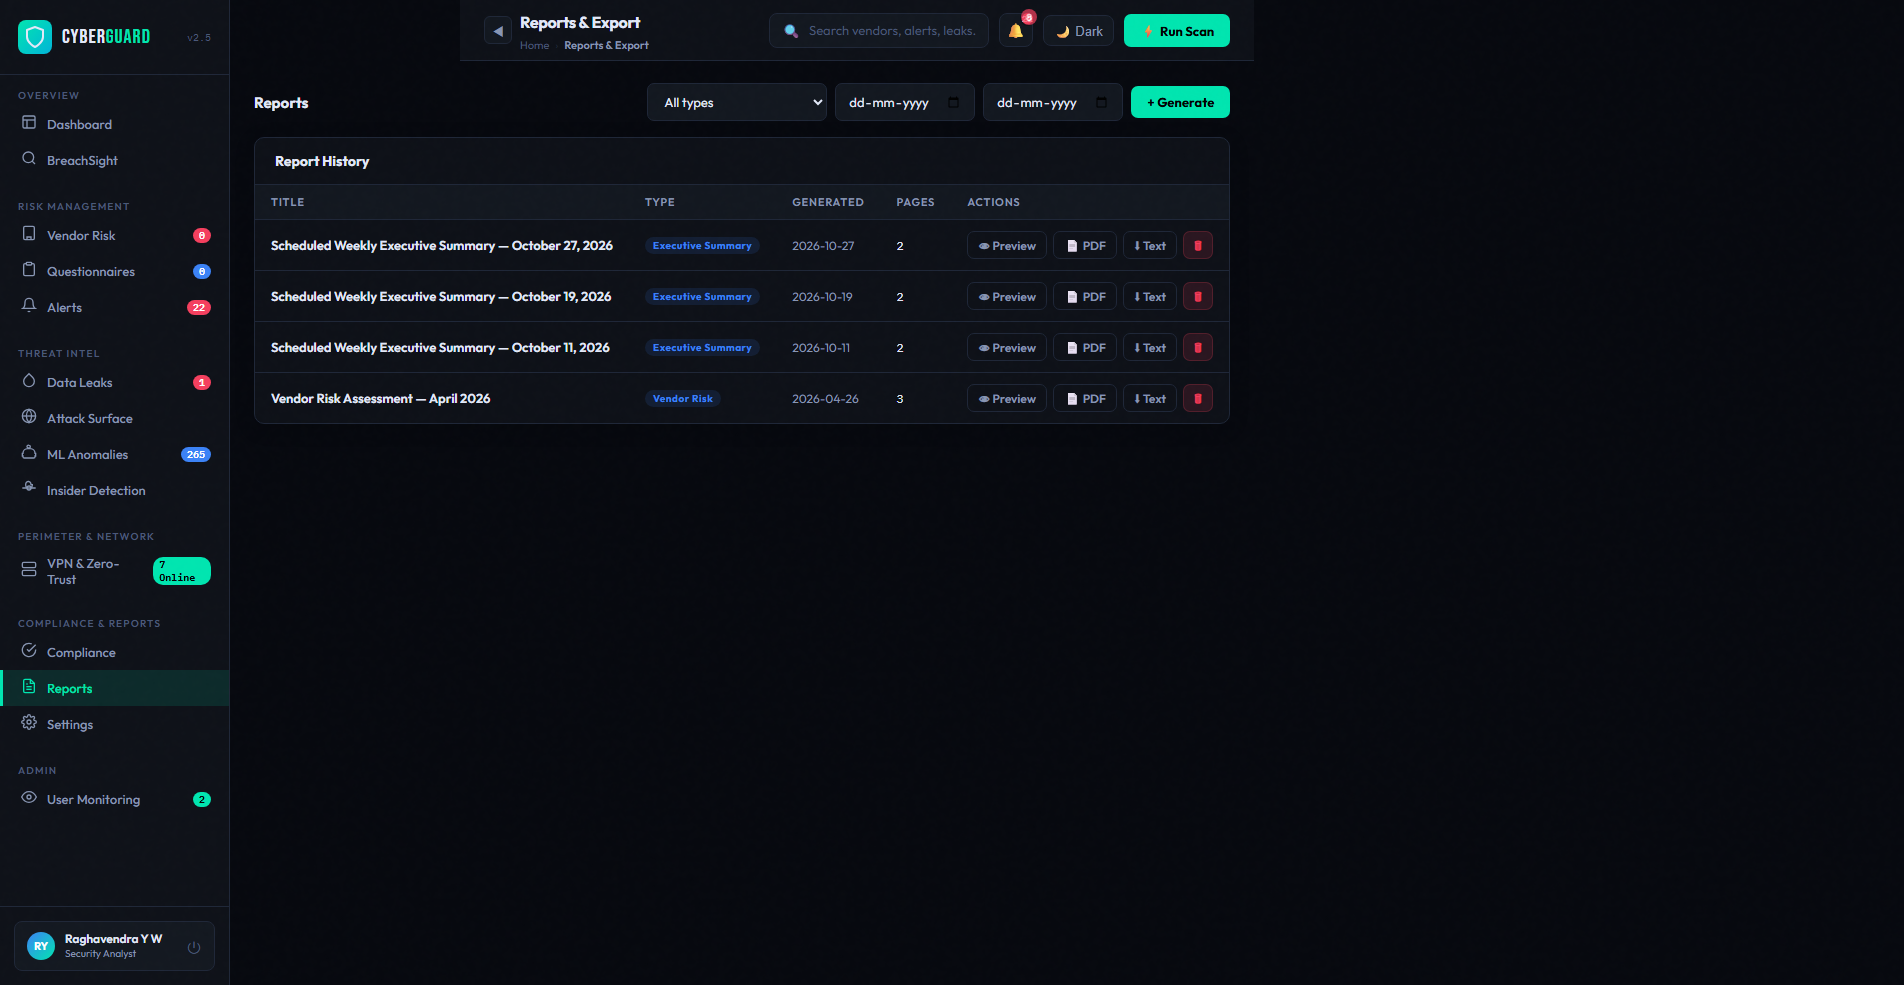 CYBERGUARD v2.5
OVERVIEW
Dashboard
BreachSight
RISK MANAGEMENT
Vendor Risk 0
Questionnaires 0
Alerts 22
THREAT INTEL
Data Leaks 1
Attack Surface
ML Anomalies 265
Insider Detection
PERIMETER & NETWORK
VPN & Zero-
Trust
7
Online
COMPLIANCE & REPORTS
Compliance
Reports
Settings
ADMIN
User Monitoring 2
RY
Raghavendra Y W
Security Analyst
Reports & Export
Home · Reports & Export
Search vendors, alerts, leaks.
0
Dark
Run Scan
Reports
All types
dd-mm-yyyy
dd-mm-yyyy
+ Generate
Report History
TITLE TYPE GENERATED PAGES ACTIONS
Scheduled Weekly Executive Summary — October 27, 2026 Executive Summary 2026-10-27 2 Preview PDF Text
Scheduled Weekly Executive Summary — October 19, 2026 Executive Summary 2026-10-19 2 Preview PDF Text
Scheduled Weekly Executive Summary — October 11, 2026 Executive Summary 2026-10-11 2 Preview PDF Text
Vendor Risk Assessment — April 2026 Vendor Risk 2026-04-26 3 Preview PDF Text